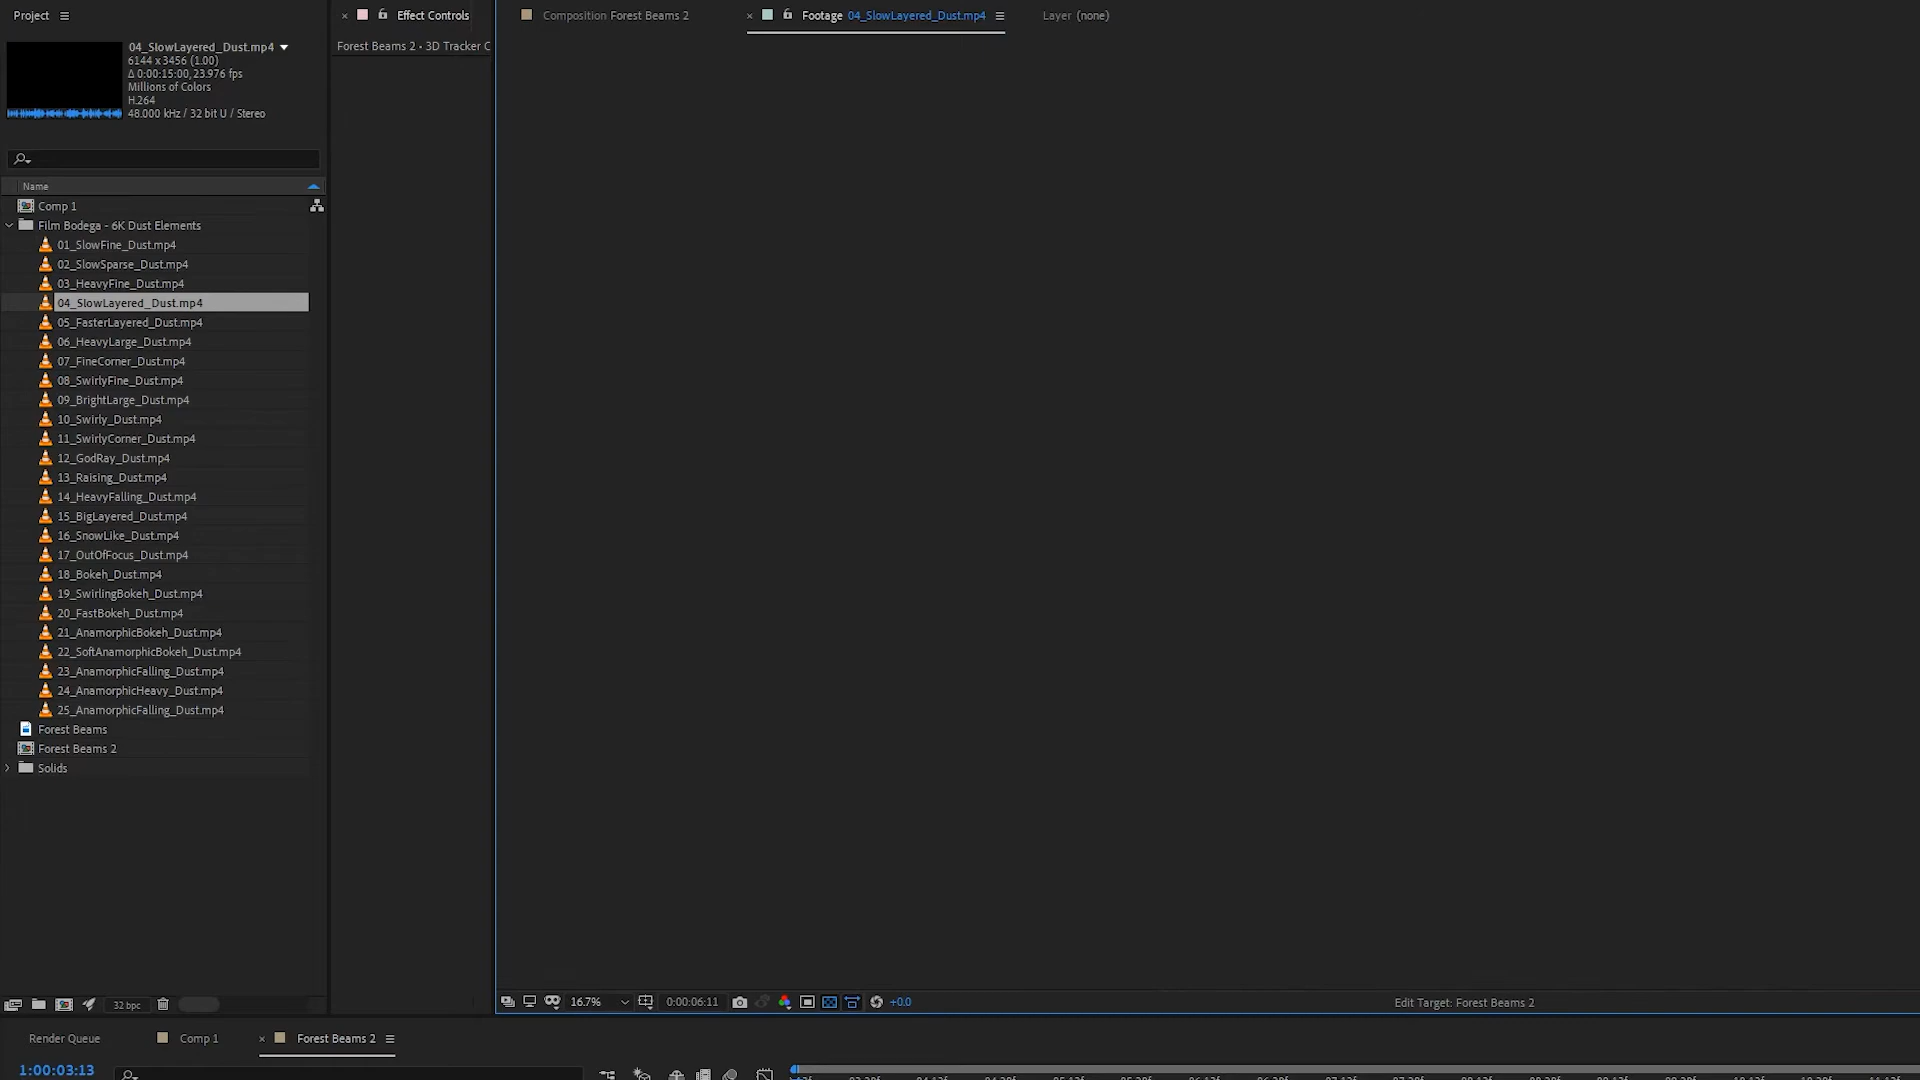 Project
Effect Controls
Composition Forest Beams 2
Footage 04_SlowLayered_Dust.mp4
Layer (none)
04_SlowLayered_Dust.mp4
6144 x 3456 (1.00)
Δ 0:00:15:00, 23.976 fps
Millions of Colors
H.264
48.000 kHz / 32 bit U / Stereo
Forest Beams 2 • 3D Tracker C
Name
Comp 1
Film Bodega - 6K Dust Elements
01_SlowFine_Dust.mp4
02_SlowSparse_Dust.mp4
03_HeavyFine_Dust.mp4
04_SlowLayered_Dust.mp4
05_FasterLayered_Dust.mp4
06_HeavyLarge_Dust.mp4
07_FineCorner_Dust.mp4
08_SwirlyFine_Dust.mp4
09_BrightLarge_Dust.mp4
10_Swirly_Dust.mp4
11_SwirlyCorner_Dust.mp4
12_GodRay_Dust.mp4
13_Raising_Dust.mp4
14_HeavyFalling_Dust.mp4
15_BigLayered_Dust.mp4
16_SnowLike_Dust.mp4
17_OutOfFocus_Dust.mp4
18_Bokeh_Dust.mp4
19_SwirlingBokeh_Dust.mp4
20_FastBokeh_Dust.mp4
21_AnamorphicBokeh_Dust.mp4
22_SoftAnamorphicBokeh_Dust.mp4
23_AnamorphicFalling_Dust.mp4
24_AnamorphicHeavy_Dust.mp4
25_AnamorphicFalling_Dust.mp4
Forest Beams
Forest Beams 2
Solids
32 bpc
16.7%
0:00:06:11
+0.0
Edit Target: Forest Beams 2
Render Queue
Comp 1
Forest Beams 2
1:00:03:13